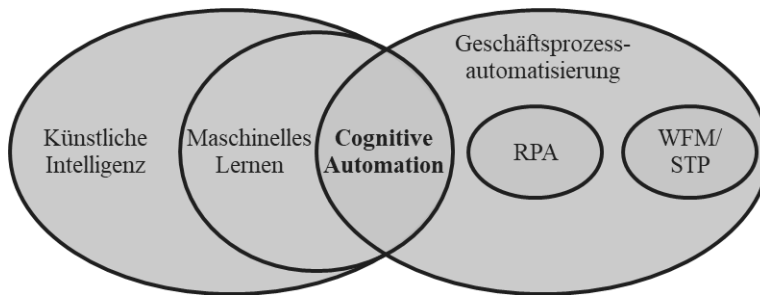 Geschäftsprozess-
automatisierung
Künstliche
Intelligenz
Maschinelles
Lernen
Cognitive
Automation
RPA
WFM/
STP